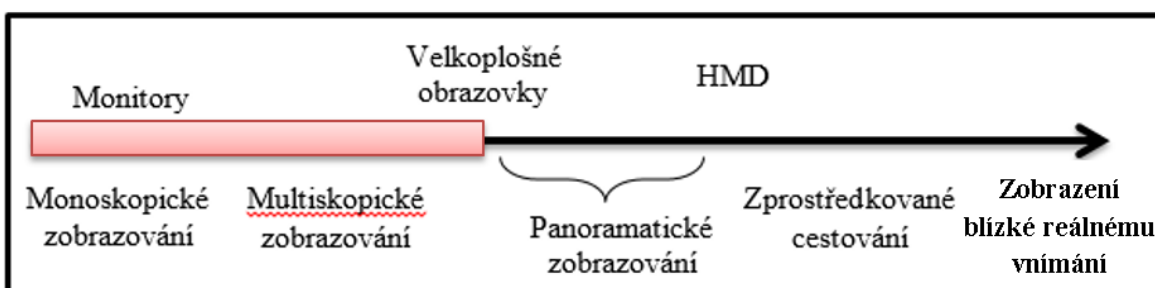 Velkoplošné
obrazovky
HMD
Monitory
Monoskopické
zobrazování
Multiskopické
zobrazování
Panoramatické
zobrazování
Zprostředkované
cestování
Zobrazení
blízké reálnému
vnímání